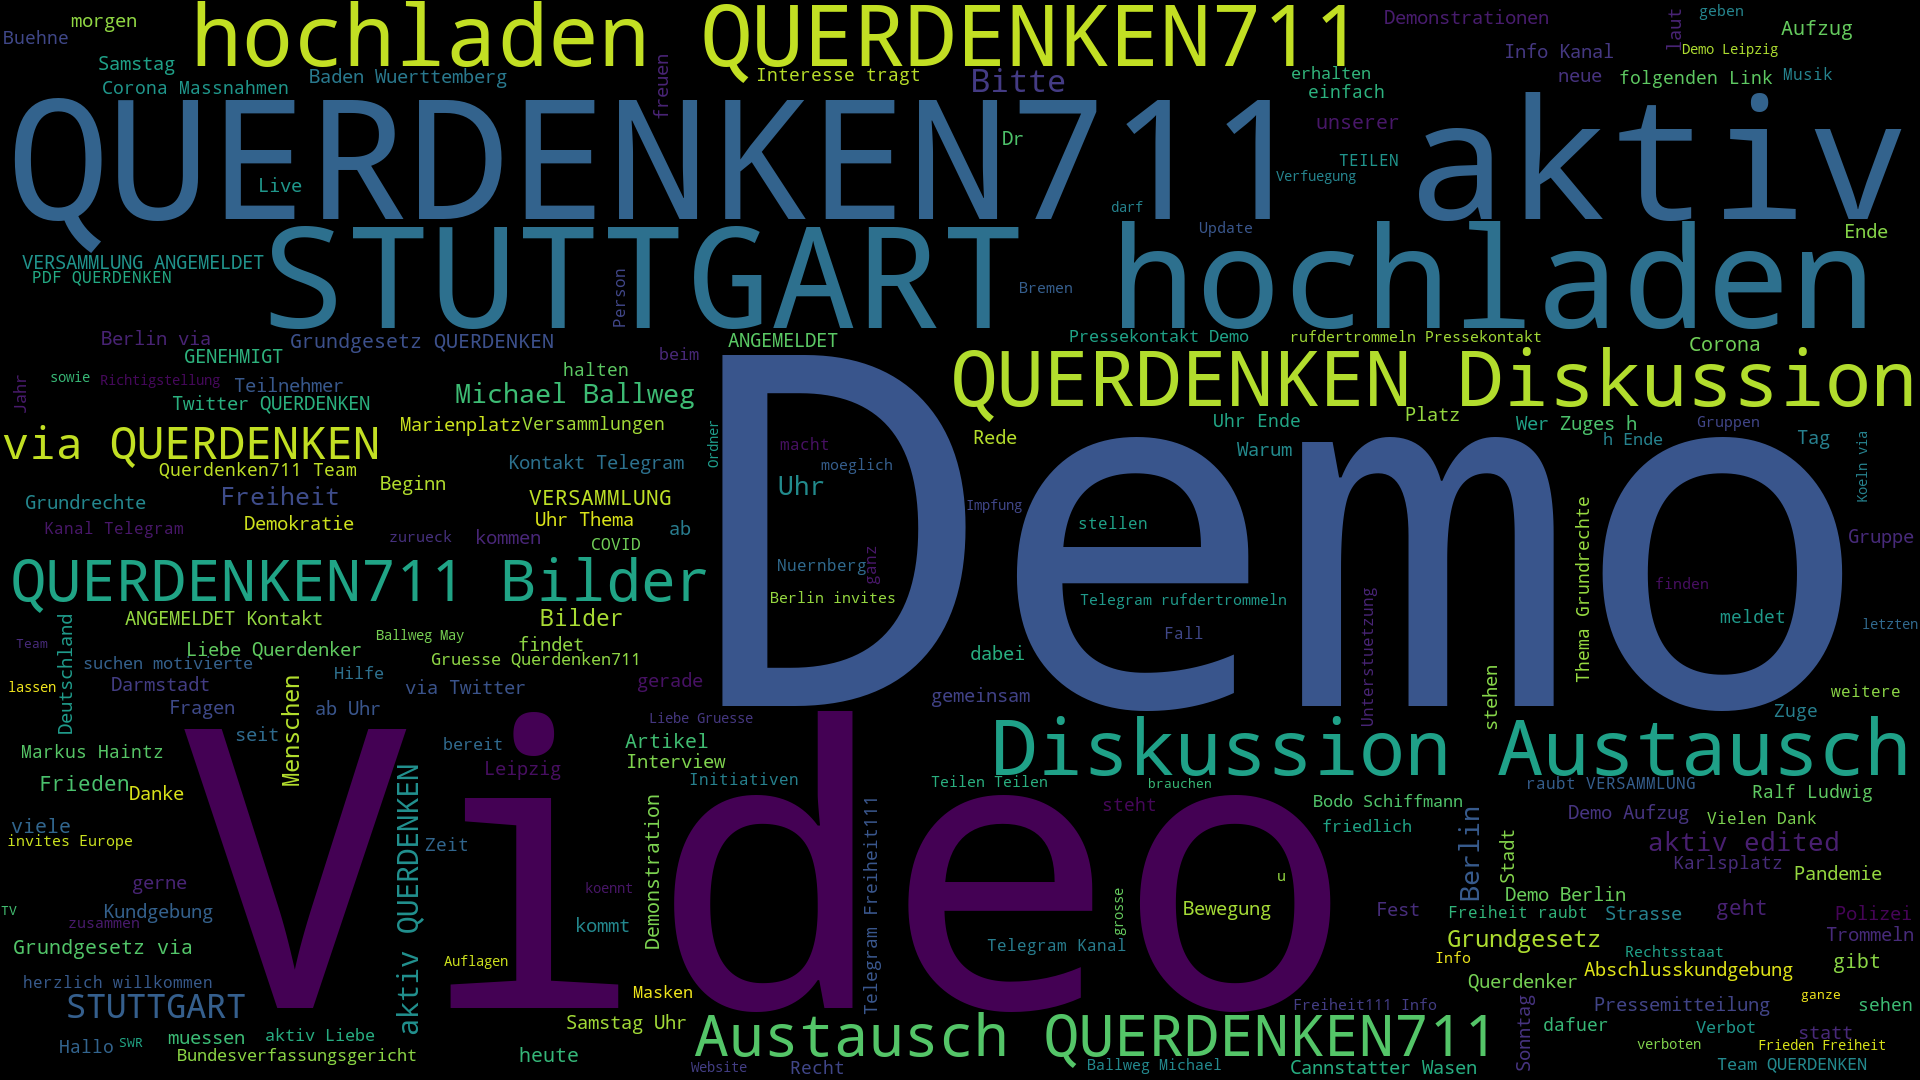 morgen
hochladen QUERDENKEN711
Demonstrationen
geben
Buehne
laut
Aufzug
Samstag
Info Kanal
Demo Leipzig
Corona Massnahmen
Baden Wuerttemberg
freuen
Interesse tragt
Bitte
erhalten
einfach
neue
folgenden Link
Musik
QUERDENKEN711 aktiv
Dr
unserer
TEILEN
Verfuegung
Live
darf
Update
Ende
STUTTGART hochladen
VERSAMMLUNG ANGEMELDET
PDF QUERDENKEN
Person
Bremen
Berlin via
Grundgesetz QUERDENKEN
ANGEMELDET
Pressekontakt Demo
rufdertrommeln Pressekontakt
Corona
GENEHMIGT
beim
QUERDENKEN Diskussion
Jahr
sowie
Richtigstellung
Teilnehmer
halten
Twitter QUERDENKEN
Michael Ballweg
Demo
via QUERDENKEN
Marienplatz
Versammlungen
Ordner
Rede
Uhr Ende
Platz
Wer
Zuges h
Gruppen
Warum
h Ende
Tag
Koeln via
macht
moeglich
Querdenken711 Team
Kontakt Telegram
Beginn
Uhr
Grundrechte
Freiheit
VERSAMMLUNG
Impfung
Kanal Telegram
Demokratie
Uhr Thema
ab
stellen
Thema Grundrechte
zurueck
kommen
COVID
Gruppe
QUERDENKEN711 Bilder
Nuernberg
ganz
finden
Berlin invites
Telegram rufdertrommeln
Unterstuetzung
ANGEMELDET Kontakt
Bilder
Fall
meldet
letzten
Team
Deutschland
Liebe Querdenker
Ballweg May
findet
suchen motivierte
Gruesse Querdenken711
dabei
Hilfe
lassen
Darmstadt
Menschen
via Twitter
gerade
gemeinsam
stehen
weitere
Fragen
ab Uhr
Liebe Gruesse
Zuge
Video
Diskussion Austausch
seit
bereit
Artikel
Markus Haintz
Leipzig
Interview
Initiativen
Teilen Teilen
brauchen
raubt VERSAMMLUNG
Frieden
Danke
aktiv QUERDENKEN
Demonstration
Telegram Freiheit111
steht
Bodo Schiffmann
Ralf Ludwig
viele
friedlich
Berlin
Demo Aufzug
Vielen Dank
invites Europe
Zeit
Stadt
aktiv edited
Karlsplatz
gerne
koennt
u
Pandemie
Demo Berlin
TV
zusammen
Kundgebung
grosse
Bewegung
Fest
Freiheit raubt
Strasse
geht
Polizei
kommt
Trommeln
Grundgesetz via
Telegram Kanal
Grundgesetz
Rechtsstaat
Auflagen
Info
Abschlusskundgebung
gibt
herzlich willkommen
Querdenker
STUTTGART
Masken
Freiheit111 Info
Sonntag
Pressemitteilung
ganze
sehen
muessen
aktiv Liebe
Samstag Uhr
Austausch QUERDENKEN711
dafuer
Verbot
statt
Hallo
SWR
Bundesverfassungsgericht
heute
verboten
Frieden Freiheit
Website
Recht
Ballweg Michael
Cannstatter Wasen
Team QUERDENKEN